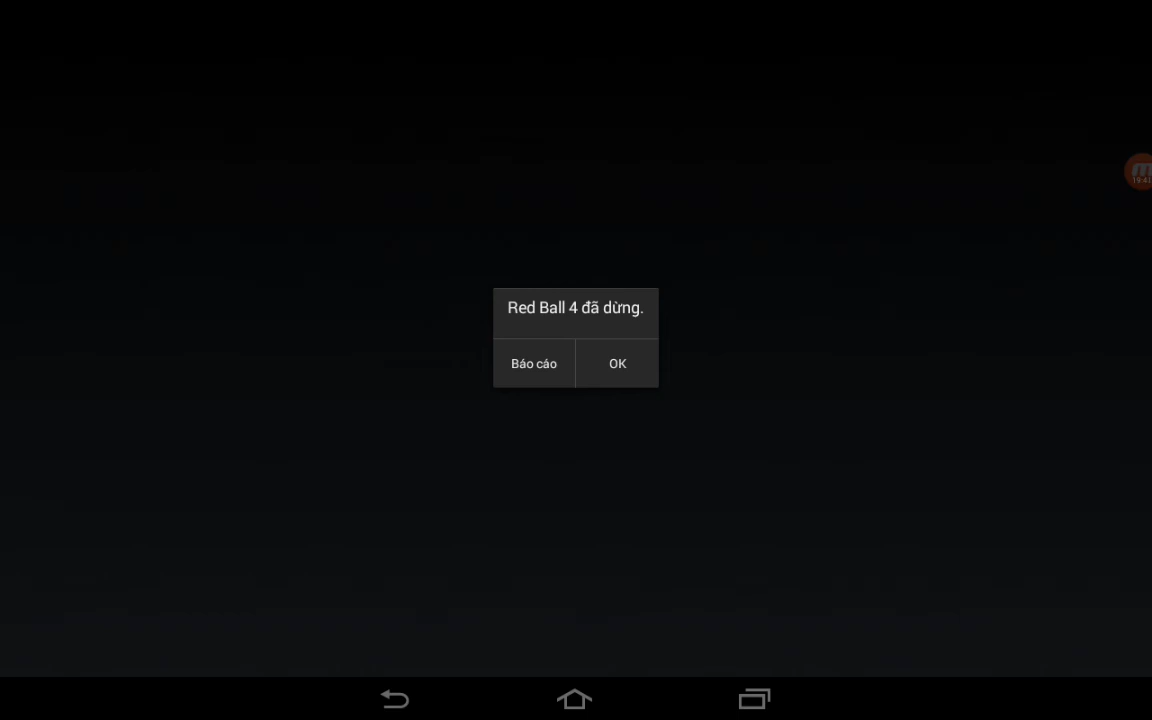 Red Ball 4 đã dừng.
Báo cáo
OK